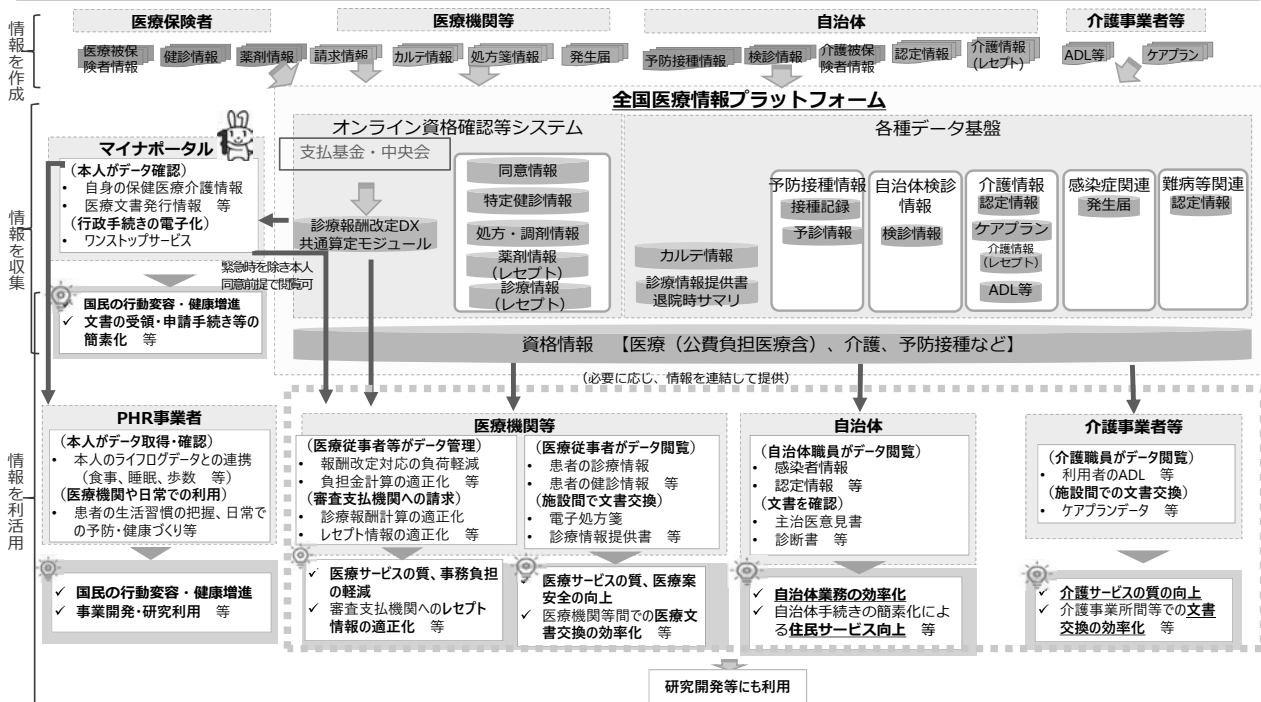 情報を作成
医療保険者
医療被保
険者情報
健診情報
薬剤情報
医療機関等
請求情報
カルテ情報
処方箋情報
発生届
自治体
予防接種情報
検診情報
介護被保
険者情報
認定情報
介護情報
(レセプト)
介護事業者等
ADL等
ケアプラン
情報を収集
全国医療情報プラットフォーム
マイナポータル
(本人がデータ確認)
• 自身の保健医療介護情報
• 医療文書発行情報 等
(行政手続きの電子化)
• ワンストップサービス
✓ 国民の行動変容・健康増進
✓ 文書の受領・申請手続き等の
簡素化 等
オンライン資格確認等システム
支払基金・中央会
診療報酬改定DX
共通算定モジュール
緊急時を除き本人
同意前提で閲覧可
同意情報
特定健診情報
処方・調剤情報
薬剤情報
(レセプト)
診療情報
(レセプト)
各種データ基盤
カルテ情報
診療情報提供書
退院時サマリ
予防接種情報
接種記録
予診情報
自治体検診
情報
検診情報
介護情報
認定情報
ケアプラン
介護情報
(レセプト)
ADL等
感染症関連
発生届
難病等関連
認定情報
資格情報 【医療(公費負担医療含)、介護、予防接種など】
(必要に応じ、情報を連結して提供)
情報を利活用
PHR事業者
(本人がデータ取得・確認)
• 本人のライフログデータとの連携
(食事、睡眠、歩数 等)
(医療機関や日常での利用)
• 患者の生活習慣の把握、日常で
の予防・健康づくり等
✓ 国民の行動変容・健康増進
✓ 事業開発・研究利用 等
医療機関等
(医療従事者等がデータ管理)
• 報酬改定対応の負荷軽減
• 負担金計算の適正化 等
(審査支払機関への請求)
• 診療報酬計算の適正化
• レセプト情報の適正化 等
✓ 医療サービスの質、事務負担
の軽減
✓ 審査支払機関へのレセプト
情報の適正化 等
(医療従事者がデータ閲覧)
• 患者の診療情報
• 患者の健診情報 等
(施設間で文書交換)
• 電子処方箋
• 診療情報提供書 等
✓ 医療サービスの質、医療案
安全の向上
✓ 医療機関等間での医療文
書交換の効率化 等
自治体
(自治体職員がデータ閲覧)
• 感染者情報
• 認定情報 等
(文書を確認)
• 主治医意見書
• 診断書 等
✓ 自治体業務の効率化
✓ 自治体手続きの簡素化によ
る住民サービス向上 等
介護事業者等
(介護職員がデータ閲覧)
• 利用者のADL 等
(施設間での文書交換)
• ケアプランデータ 等
✓ 介護サービスの質の向上
✓ 介護事業所間等での文書
交換の効率化 等
研究開発等にも利用